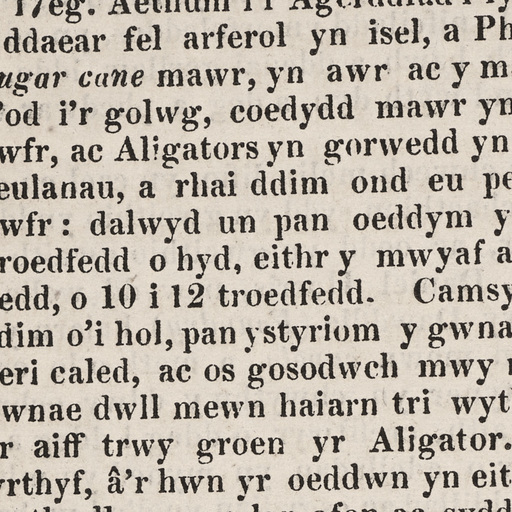 17eg. Aethum i'r
ddaear fel arferol yn isel, a Ph
ugar cane mawr, yn awr ac y m
'od i'r golwg, coedydd mawr yn
wfr, ac Aligators yn gorwedd yn
eulanau, a rhai ddim ond eu pe
wfr: dalwyd un pan oeddym y
roedfedd o hyd, eithr y mwyaf a
edd, o 10 i 12 troedfedd. Camsy
dim o'i hol, pan ystyriom y gwna
eri caled, ac os gosodwch mwy
wnae dwll mewn haiarn tri wyt
r aiff trwy groen yr Aligator.
yrthyf, â'r hwn yr oeddwn yn eit